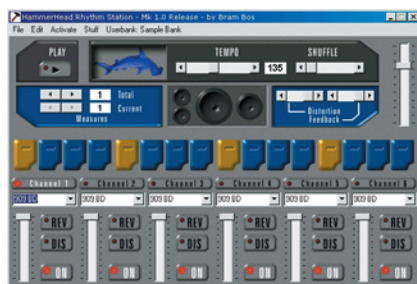 HammerHead Rhythm Station - Mk 1.0 Release - by Bram Bos
File Edit Activate Stuff Userbank: Sample Bank
PLAY
TEMPO
SHUFFLE
135
1 Total
1 Current
Measures
Distortion
Feedback
Channel 1 Channel 2 Channel 3 Channel 4 Channel 5 Channel 6
909 BD 909 BD 909 BD 909 BD 909 BD 909 BD
REV REV REV REV REV REV
DIS DIS DIS DIS DIS DIS
ON ON ON ON ON ON